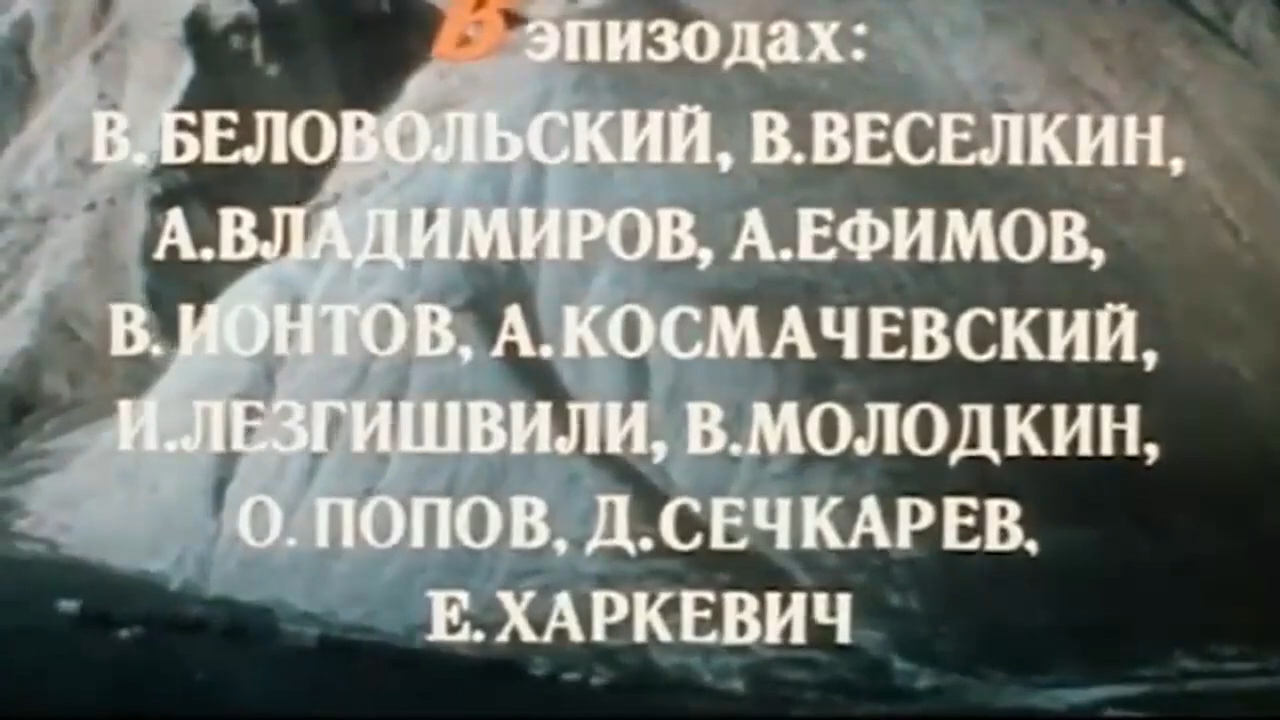 В эпизодах:
В. БЕЛОВОЛЬСКИЙ, В.ВЕСЕЛКИН,
А.ВЛАДИМИРОВ, А.ЕФИМОВ,
В. ИОНТОВ, А.КОСМАЧЕВСКИЙ,
И.ЛЕЗГИШВИЛИ, В.МОЛОДКИН,
О. ПОПОВ, Д.СЕЧКАРЕВ,
Е.ХАРКЕВИЧ